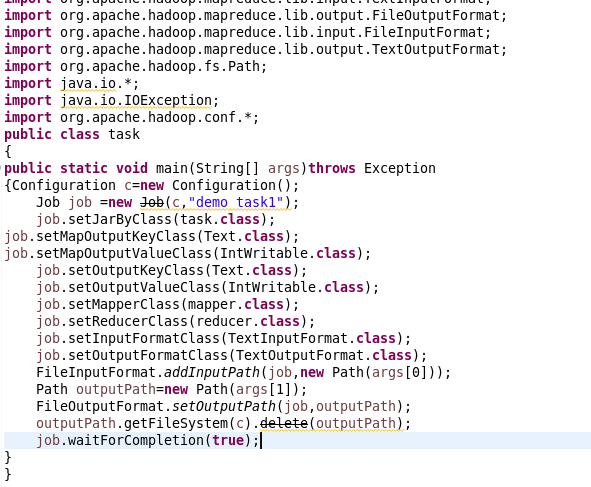 import org.apache.hadoop.mapreduce.lib.input.TextInputFormat;
import org.apache.hadoop.mapreduce.lib.output.FileOutputFormat;
import org.apache.hadoop.mapreduce.lib.input.FileInputFormat;
import org.apache.hadoop.mapreduce.lib.output.TextOutputFormat;
import org.apache.hadoop.fs.Path;
import java.io.*;
import java.io.IOException;
import org.apache.hadoop.conf.*;
public class task
{
public static void main(String[] args)throws Exception
{Configuration c=new Configuration();
    Job job =new Job(c,"demo task1");
    job.setJarByClass(task.class);
job.setMapOutputKeyClass(Text.class);
job.setMapOutputValueClass(IntWritable.class);
    job.setOutputKeyClass(Text.class);
    job.setOutputValueClass(IntWritable.class);
    job.setMapperClass(mapper.class);
    job.setReducerClass(reducer.class);
    job.setInputFormatClass(TextInputFormat.class);
    job.setOutputFormatClass(TextOutputFormat.class);
    FileInputFormat.addInputPath(job,new Path(args[0]));
    Path outputPath=new Path(args[1]);
    FileOutputFormat.setOutputPath(job,outputPath);
    outputPath.getFileSystem(c).delete(outputPath);
    job.waitForCompletion(true);
}
}